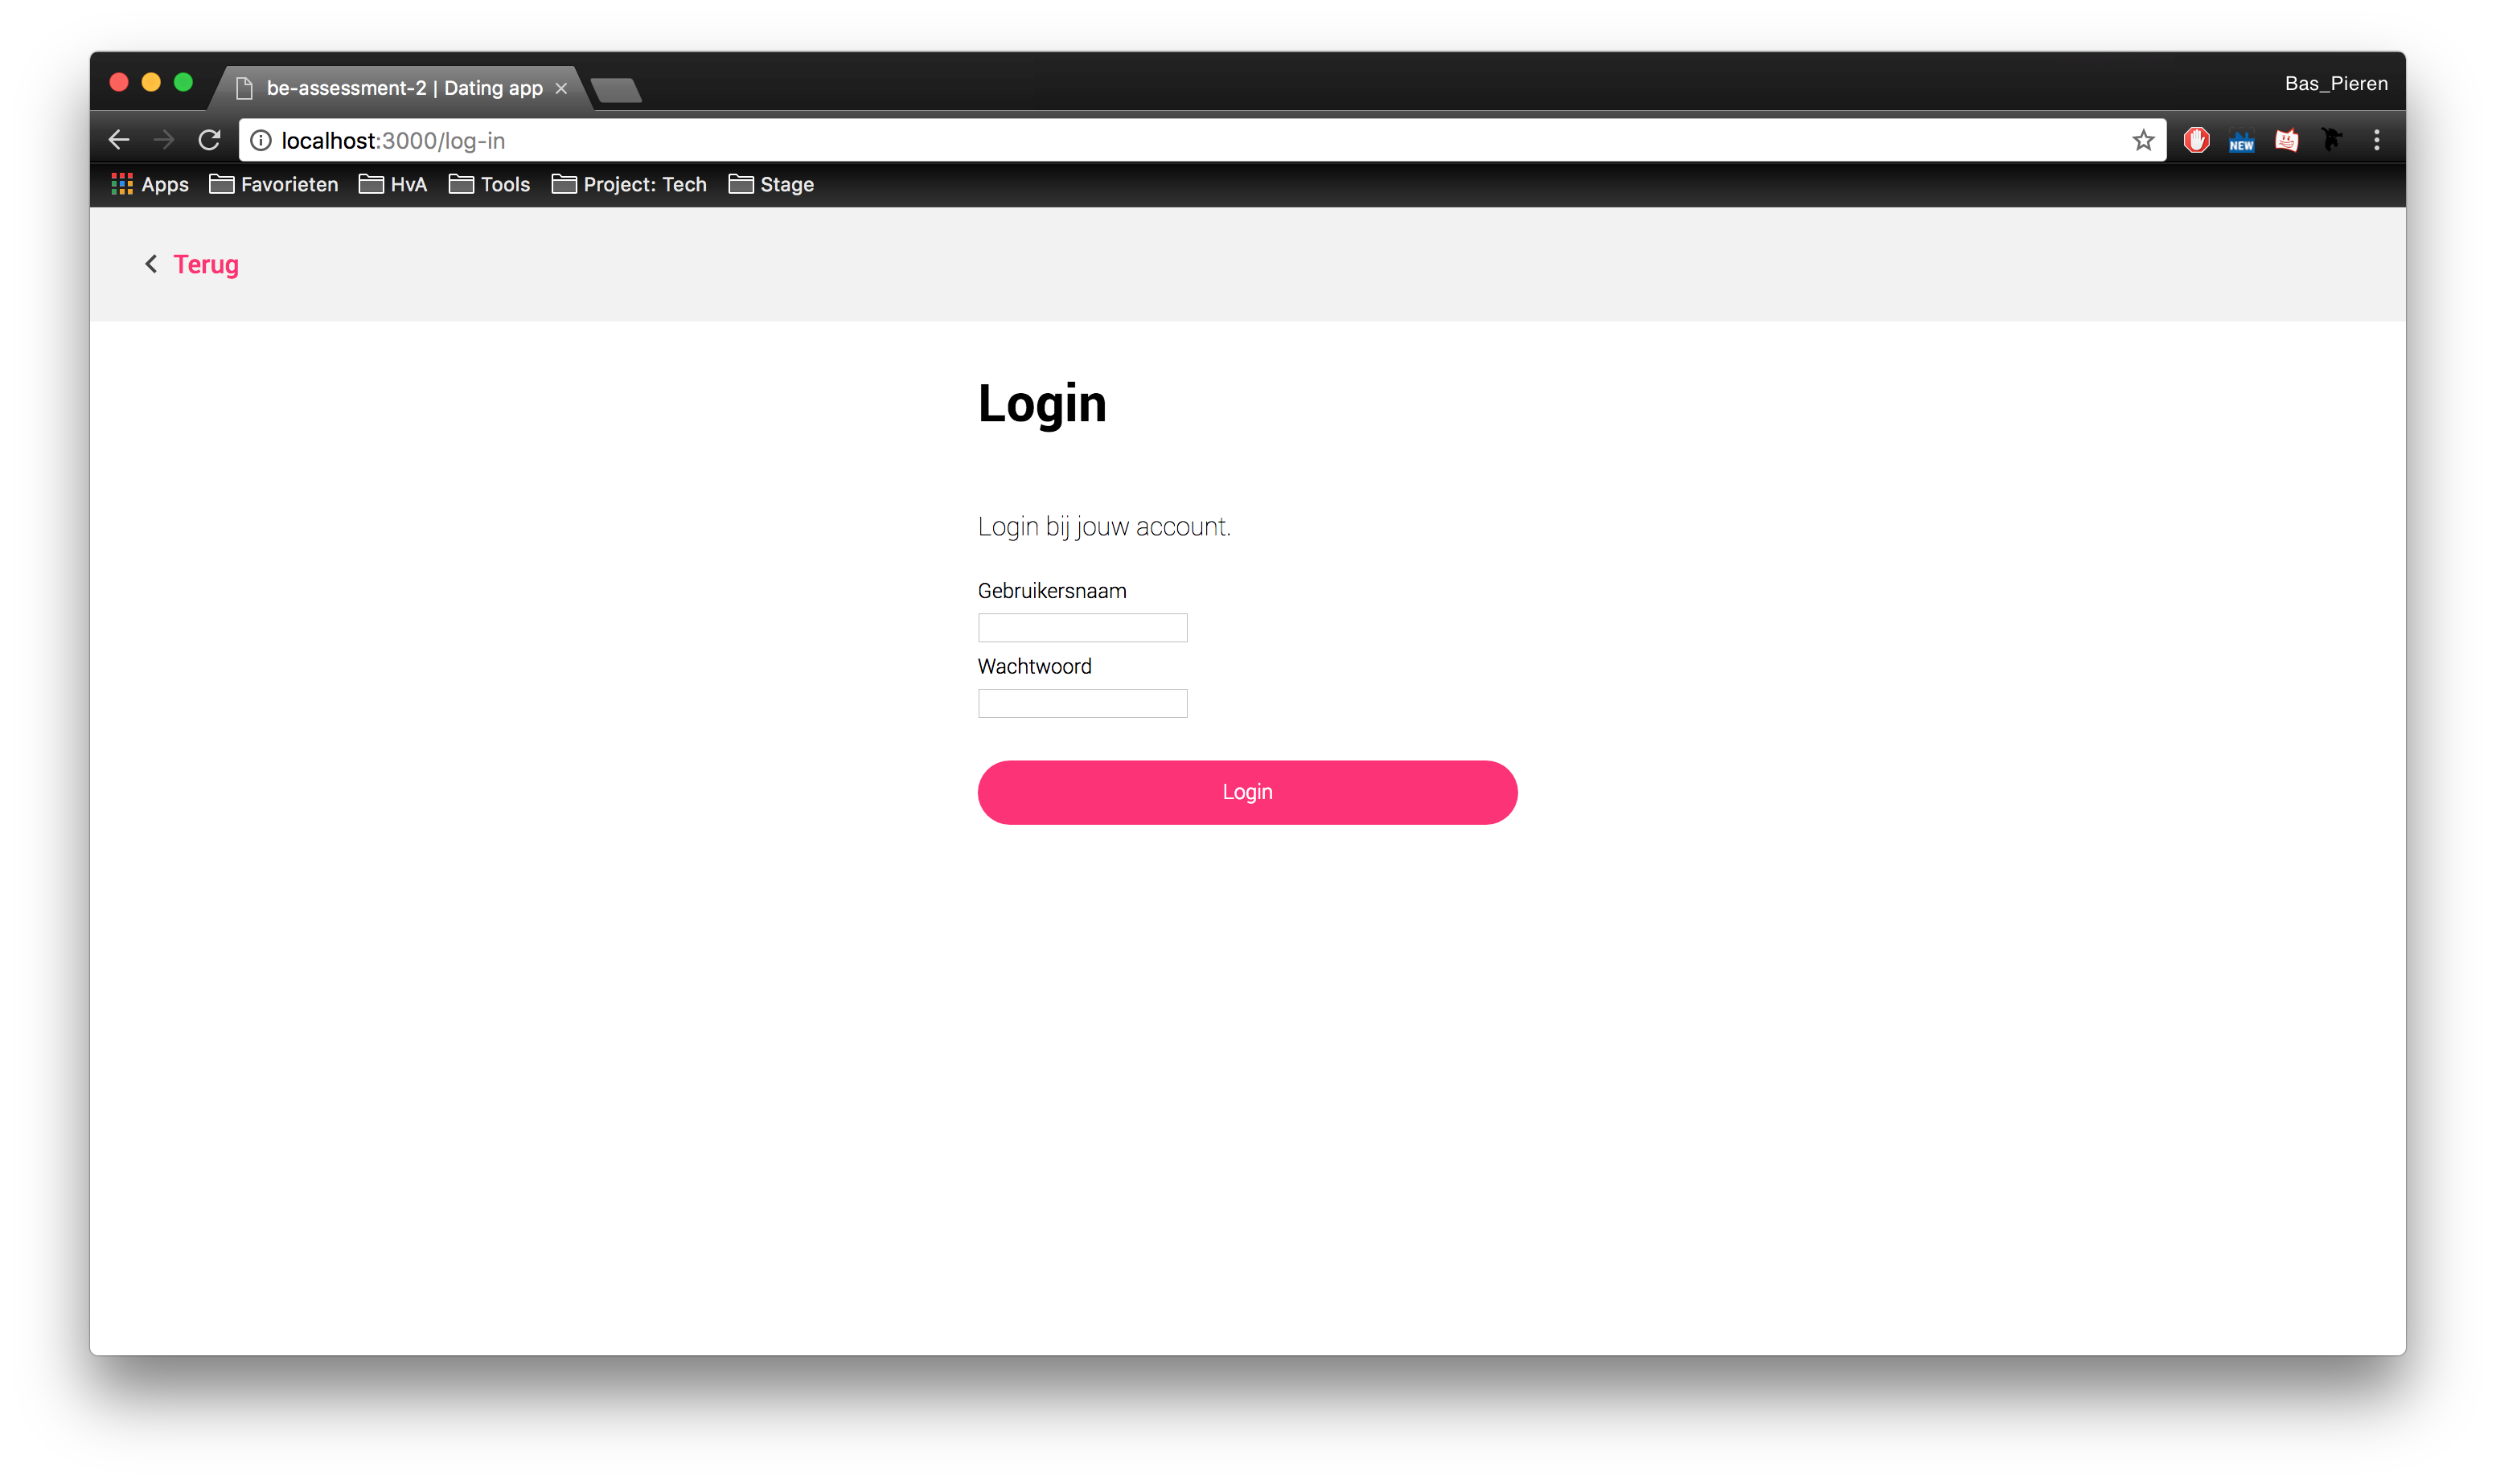 be-assessment-2 | Dating app
Bas_Pieren
localhost:3000/log-in
NEW
Apps Favorieten HvA Tools Project: Tech Stage
Terug
Login
Login bij jouw account.
Gebruikersnaam
Wachtwoord
Login